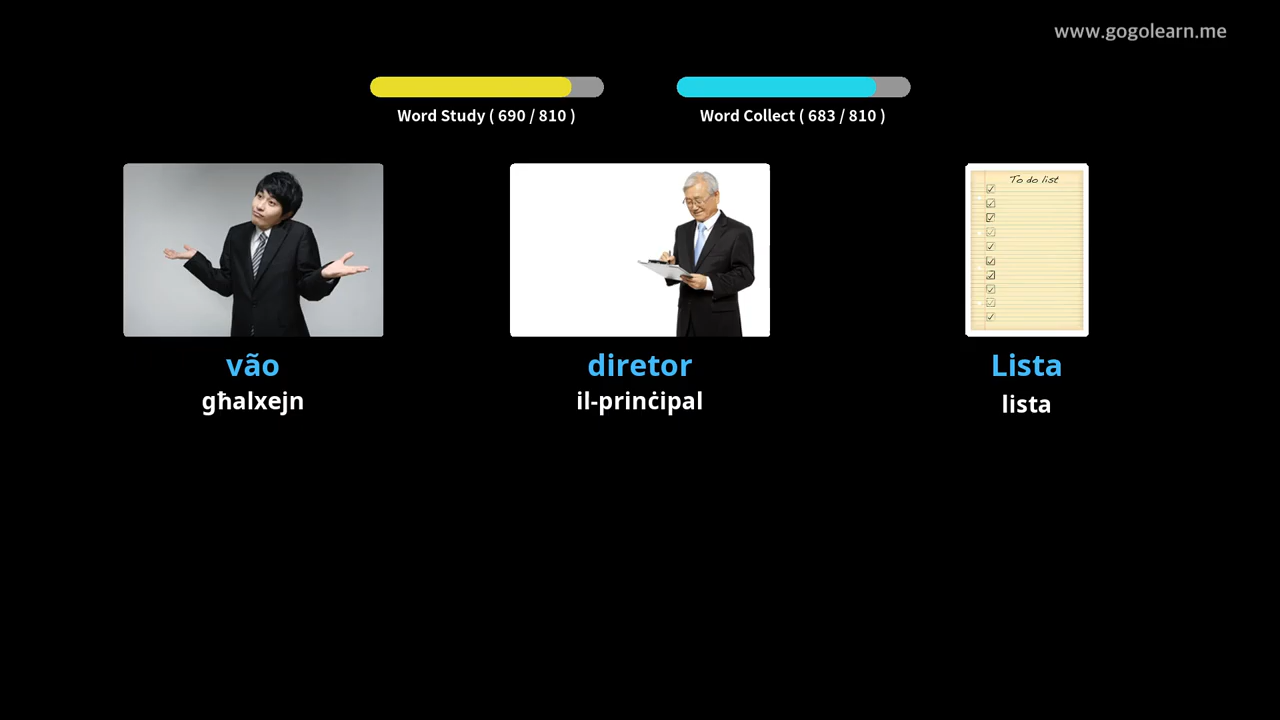 www.gogolearn.me
Word Study ( 690 / 810 )
Word Collect ( 683 / 810 )
To do list
vão
diretor
Lista
għalxejn
il-prinċipal
lista